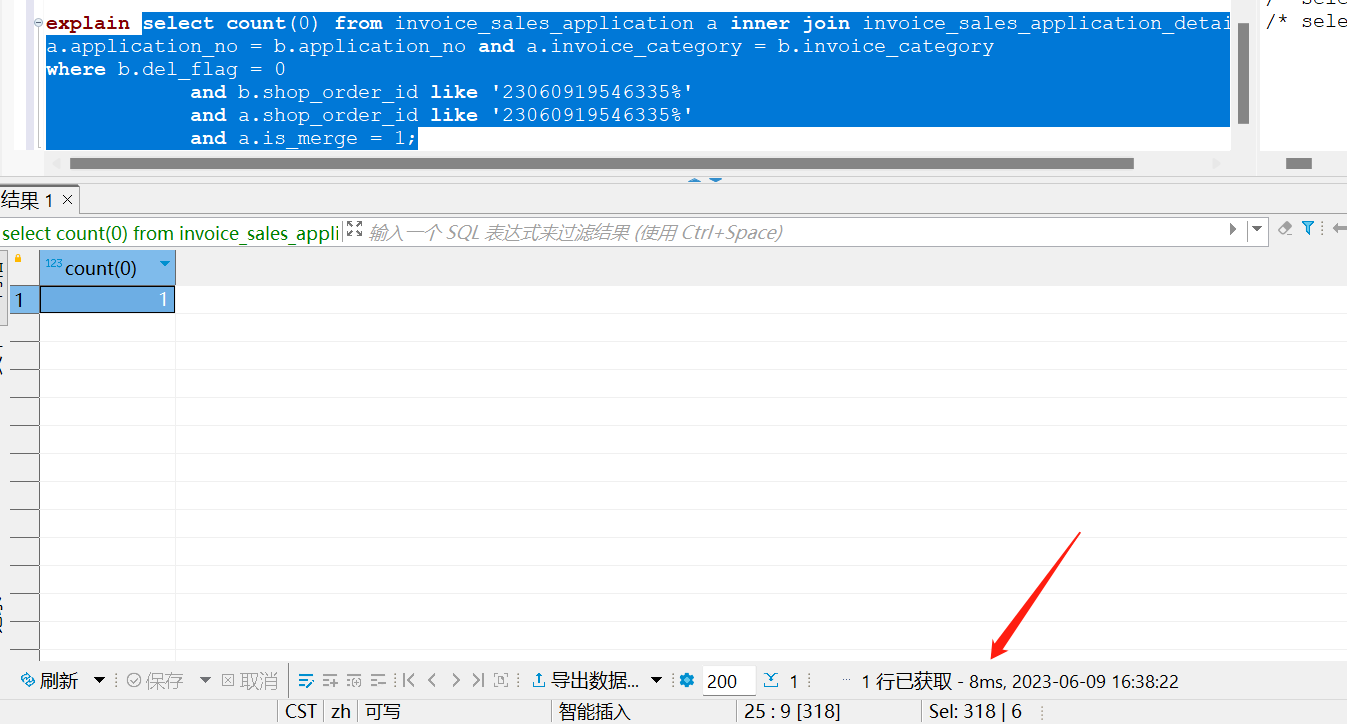 /* sele
explain select count(0) from invoice_sales_application a inner join invoice_sales_application_detai
a.application_no = b.application_no and a.invoice_category = b.invoice_category
where b.del_flag = 0
and b.shop_order_id like '23060919546335%'
and a.shop_order_id like '23060919546335%'
and a.is_merge = 1;
结果 1 ×
select count(0) from invoice_sales_appli 输入一个 SQL 表达式来过滤结果 (使用 Ctrl+Space)
123 count(0)
1 1
刷新 保存 取消 导出数据... 200 1 1 行已获取 - 8ms, 2023-06-09 16:38:22
CST zh 可写 智能插入 25 : 9 [318] Sel: 318 | 6